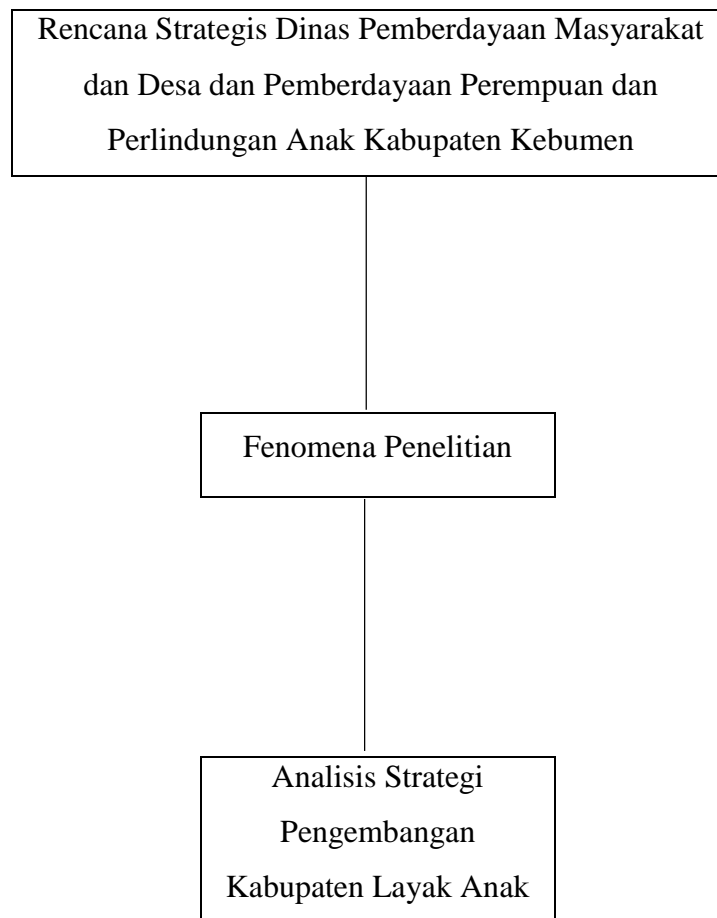 Rencana Strategis Dinas Pemberdayaan Masyarakat
dan Desa dan Pemberdayaan Perempuan dan
Perlindungan Anak Kabupaten Kebumen
Fenomena Penelitian
Analisis Strategi
Pengembangan
Kabupaten Layak Anak